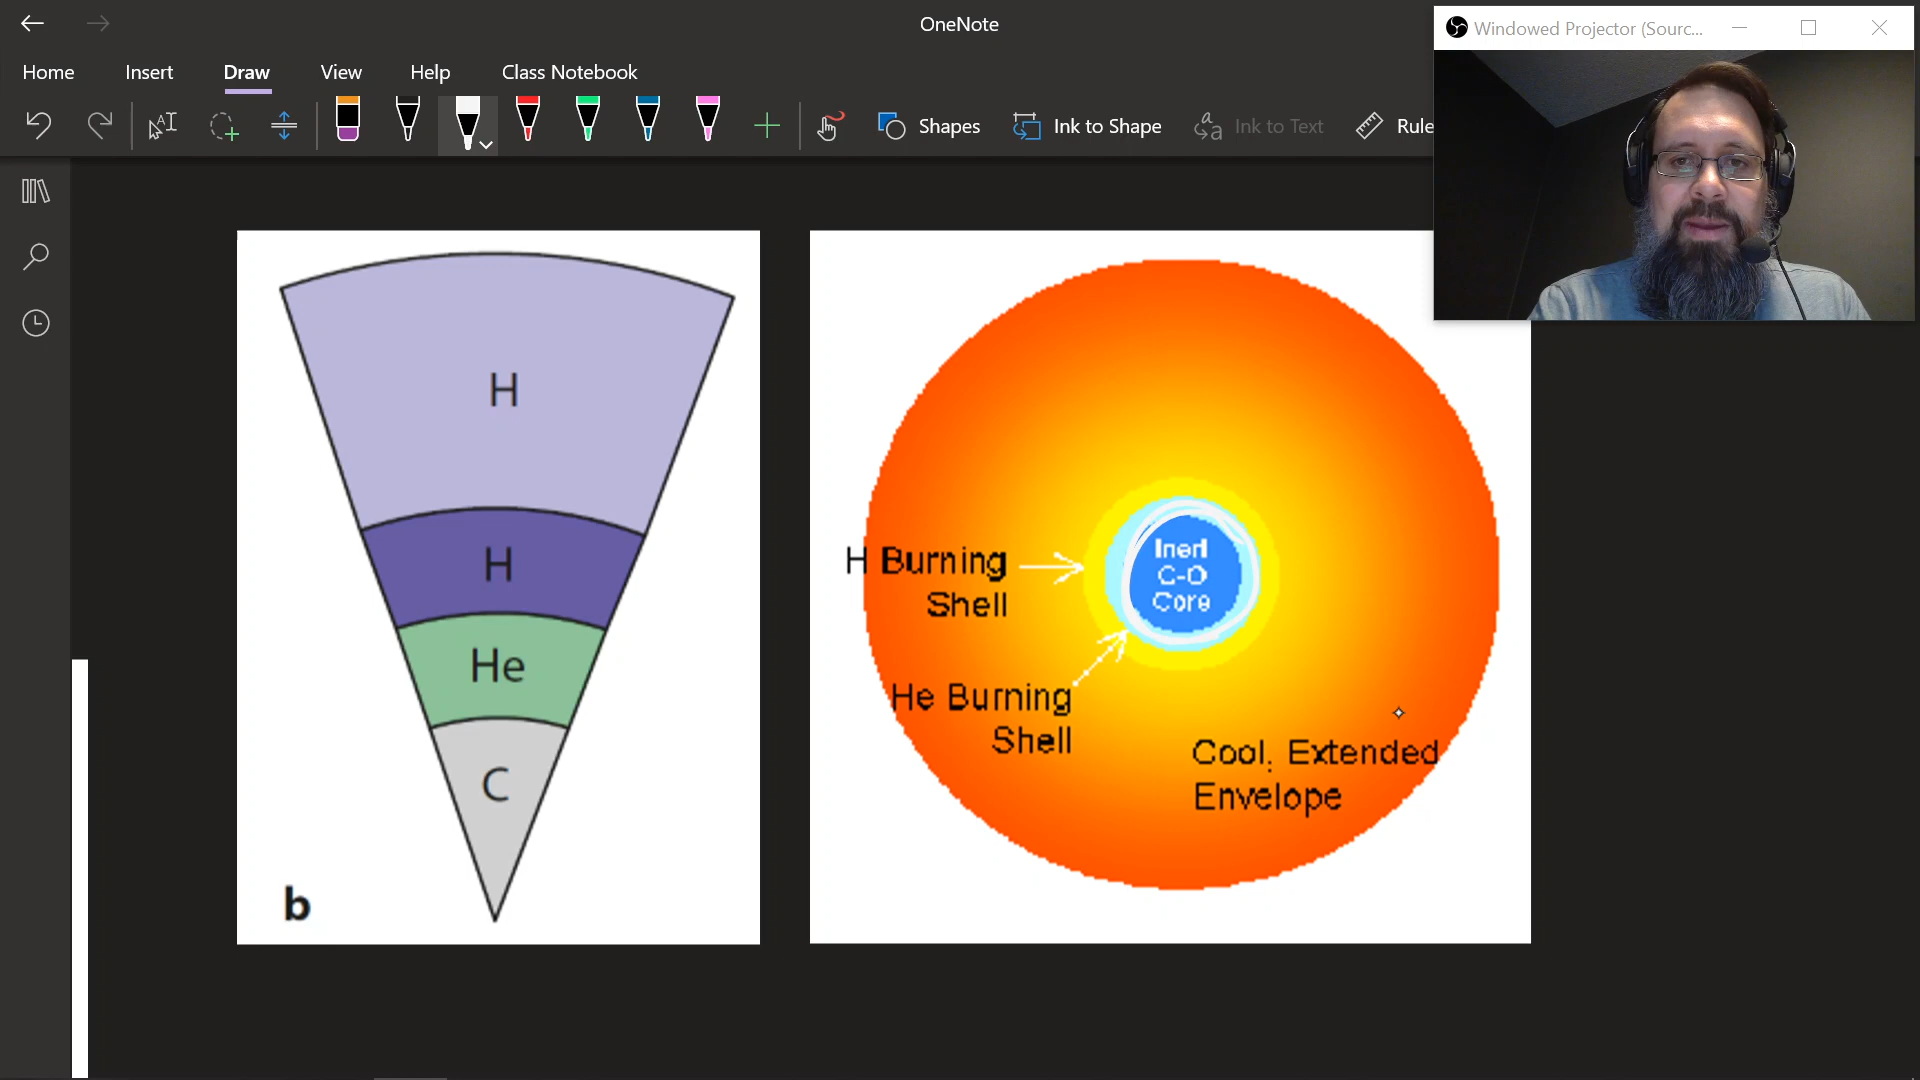 OneNote
Windowed Projector (Sourc...
Home
Insert
Draw
View
Help
Class Notebook
Shapes
Ink to Shape
Ink to Text
Rule
H
H
He
C
b
H Burning
Shell
He Burning
Shell
Inert
C-O
Core
Cool, Extended
Envelope